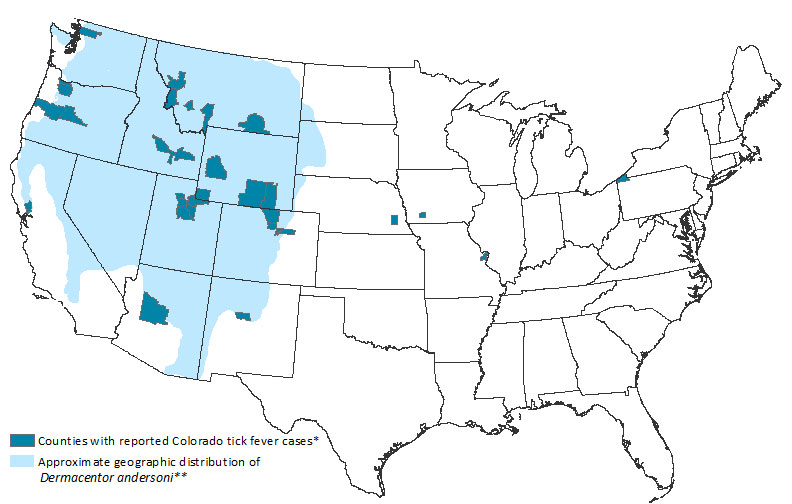 Counties with reported Colorado tick fever cases*
Approximate geographic distribution of
Dermacentor andersoni**